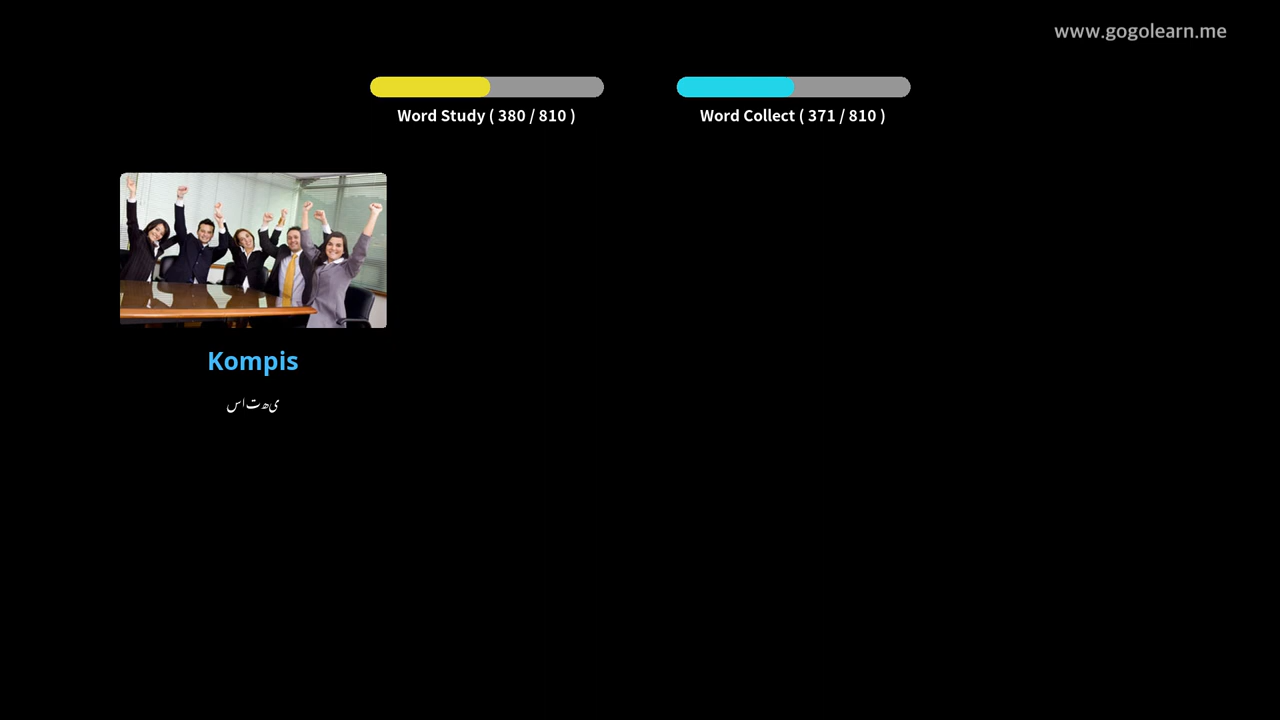 www.gogolearn.me
Word Study ( 380 / 810 )
Word Collect ( 371 / 810 )
Kompis
ساتھی